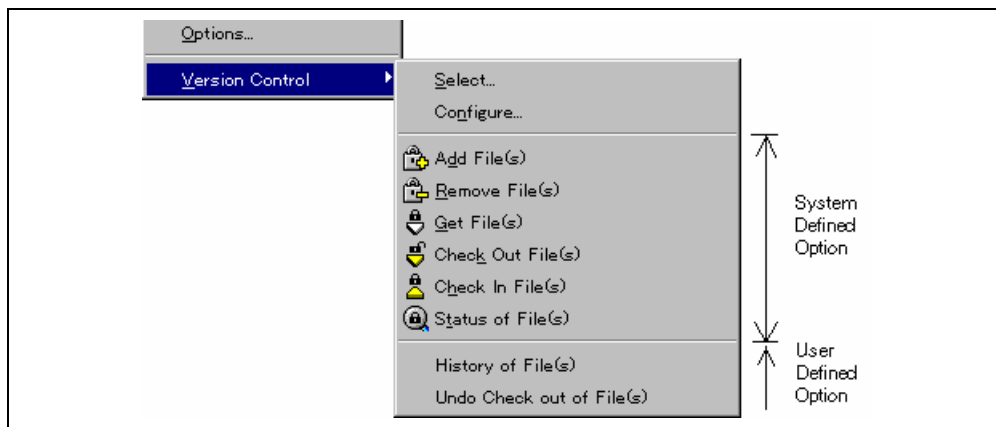 Options...
Version Control
Select...
Configure...
Add File(s)
Remove File(s)
Get File(s)
Check Out File(s)
Check In File(s)
Status of File(s)
History of File(s)
Undo Check out of File(s)
System
Defined
Option
User
Defined
Option